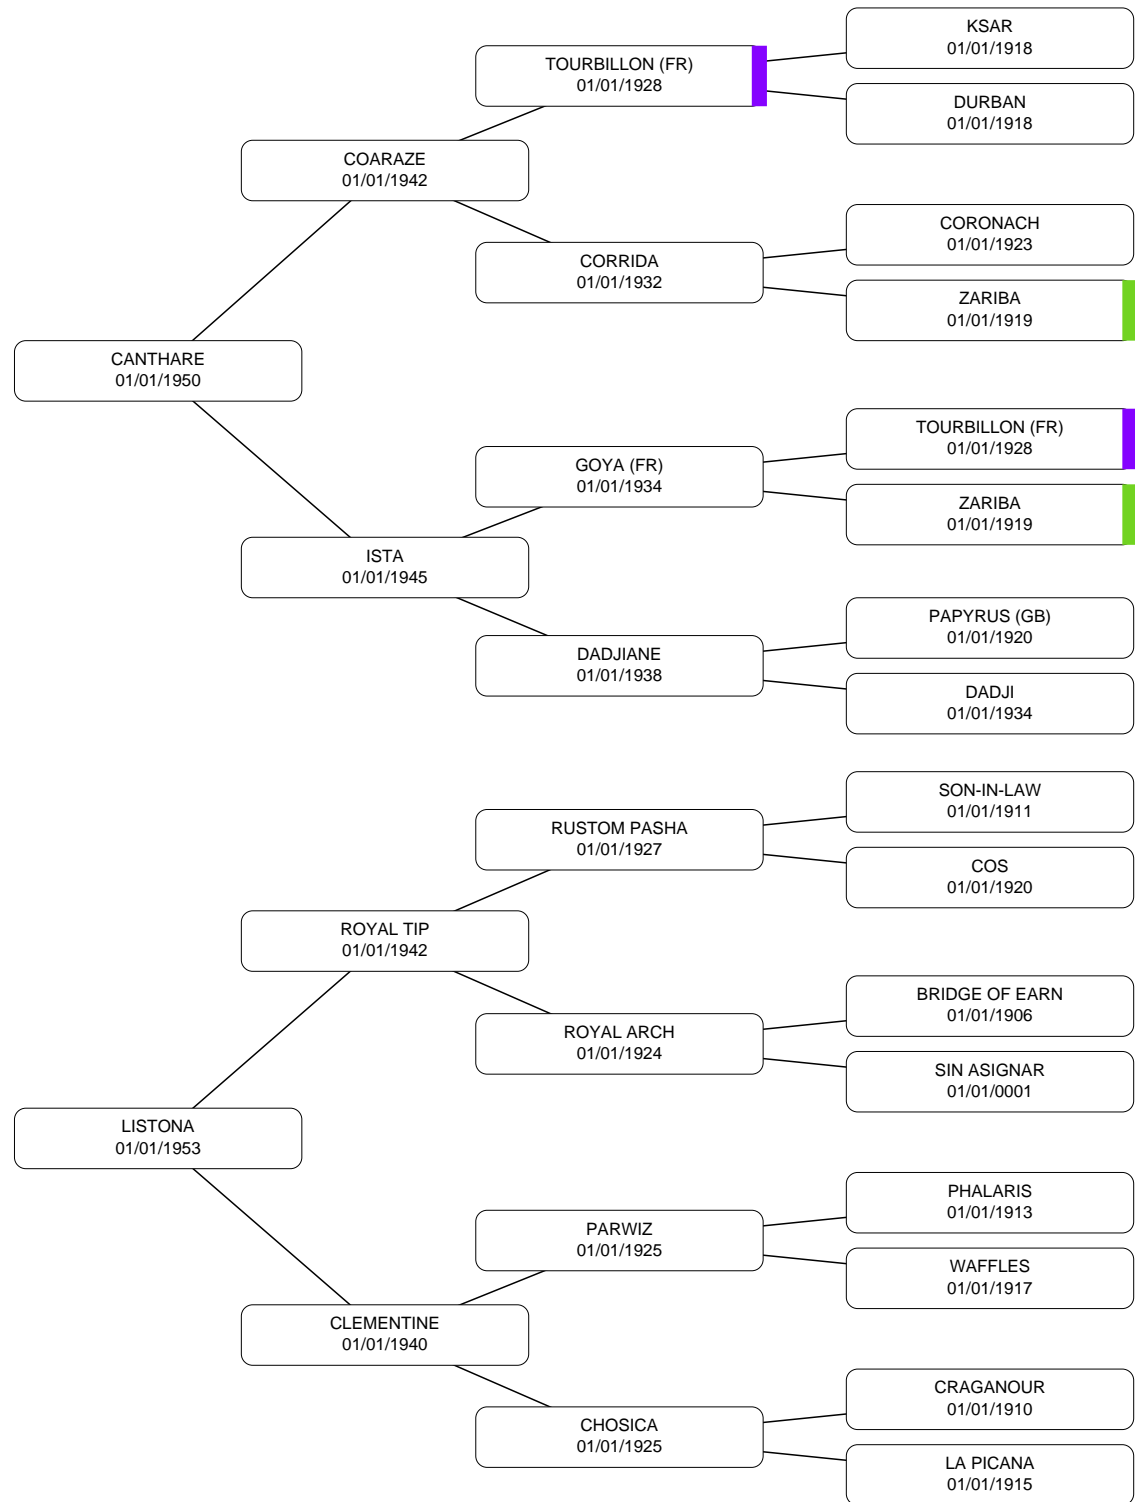 KSAR
01/01/1918
TOURBILLON (FR)
01/01/1928
DURBAN
01/01/1918
COARAZE
01/01/1942
CORONACH
01/01/1923
CORRIDA
01/01/1932
ZARIBA
01/01/1919
CANTHARE
01/01/1950
TOURBILLON (FR)
01/01/1928
GOYA (FR)
01/01/1934
ZARIBA
01/01/1919
ISTA
01/01/1945
PAPYRUS (GB)
01/01/1920
DADJIANE
01/01/1938
DADJI
01/01/1934
SON-IN-LAW
01/01/1911
RUSTOM PASHA
01/01/1927
COS
01/01/1920
ROYAL TIP
01/01/1942
BRIDGE OF EARN
01/01/1906
ROYAL ARCH
01/01/1924
SIN ASIGNAR
01/01/0001
LISTONA
01/01/1953
PHALARIS
01/01/1913
PARWIZ
01/01/1925
WAFFLES
01/01/1917
CLEMENTINE
01/01/1940
CRAGANOUR
01/01/1910
CHOSICA
01/01/1925
LA PICANA
01/01/1915